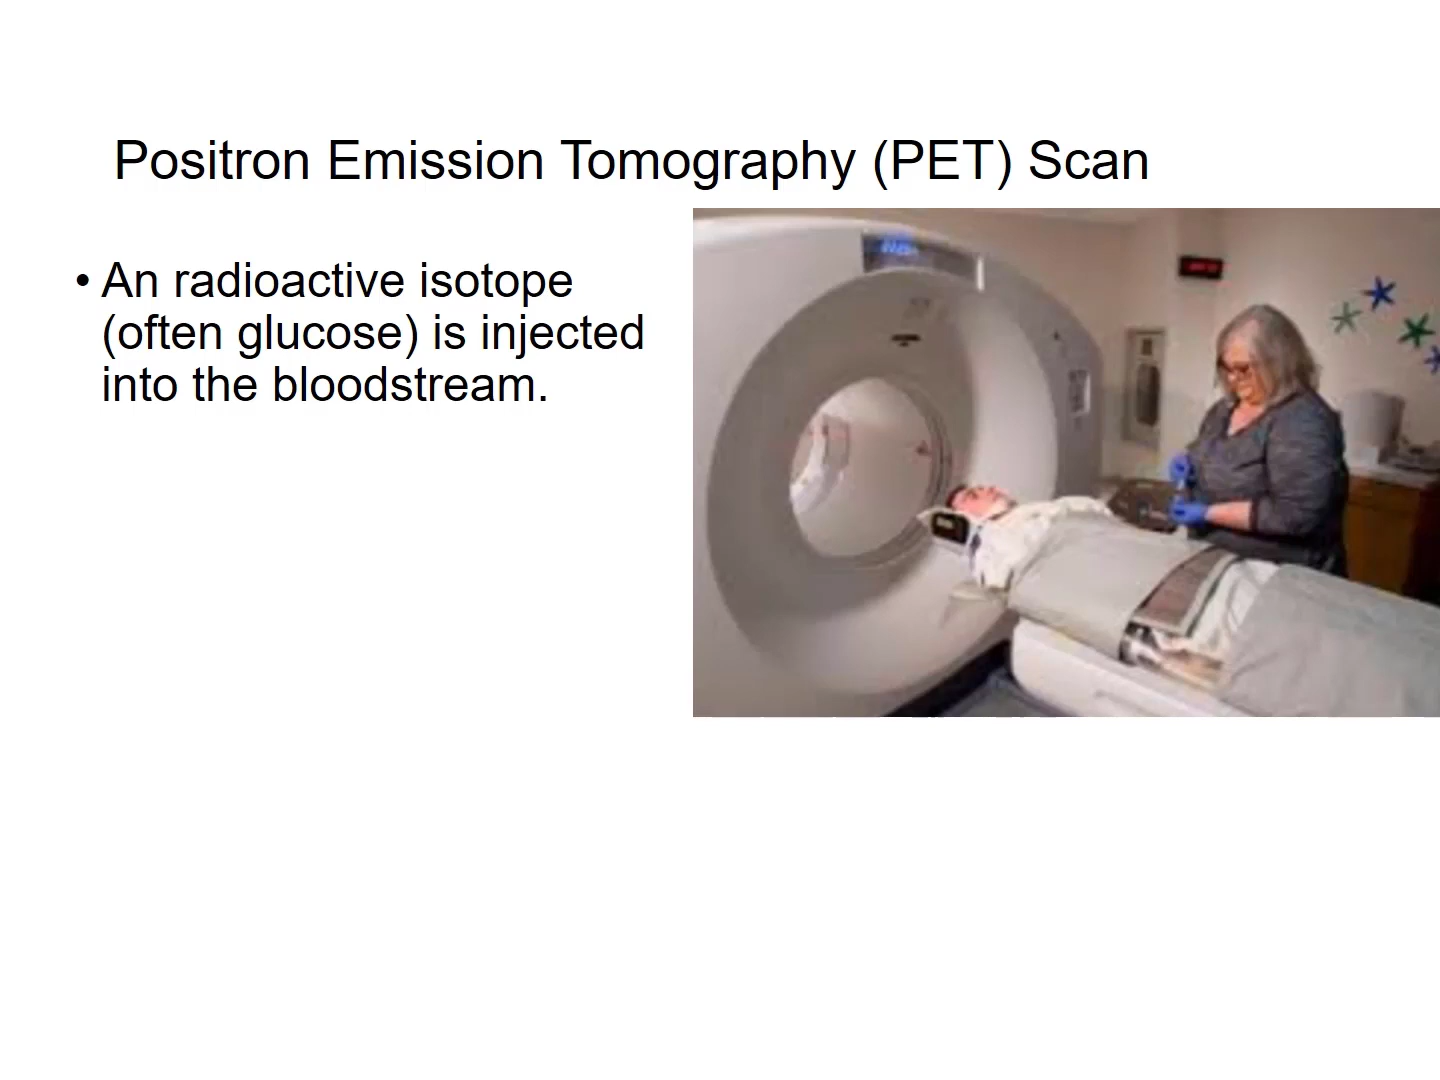 Positron Emission Tomography (PET) Scan
• An radioactive isotope
(often glucose) is injected
into the bloodstream.